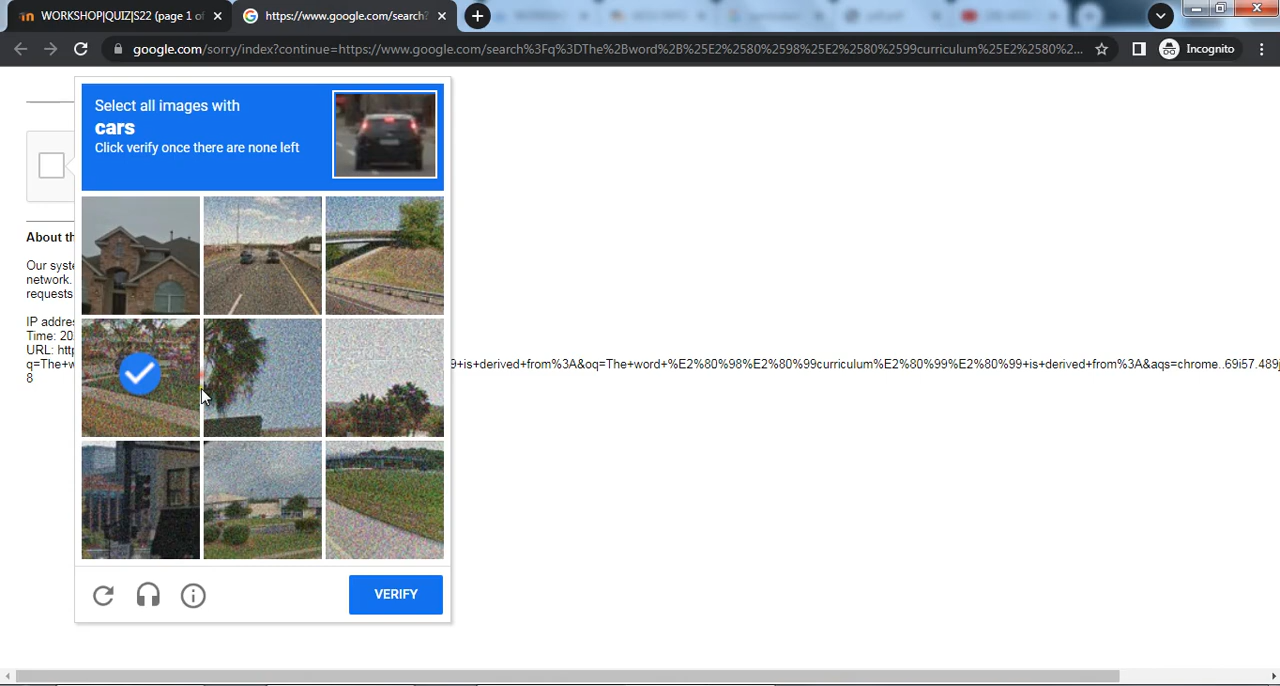 WORKSHOP|QUIZ|S22 (page 1 of
https://www.google.com/search?
google.com/sorry/index?continue=https://www.google.com/search%3Fq%3DThe%2Bword%2B%25E2%2580%2598%25E2%2580%2599curriculum%25E2%2580%2...
Incognito
Select all images with
cars
Click verify once there are none left
About th
Our syste
network.
requests
IP addres
Time: 20
URL: http
q=The+w
9+is+derived+from%3A&oq=The+word+%E2%80%98%E2%80%99curriculum%E2%80%99%E2%80%99+is+derived+from%3A&aqs=chrome..69i57.489j
8
VERIFY